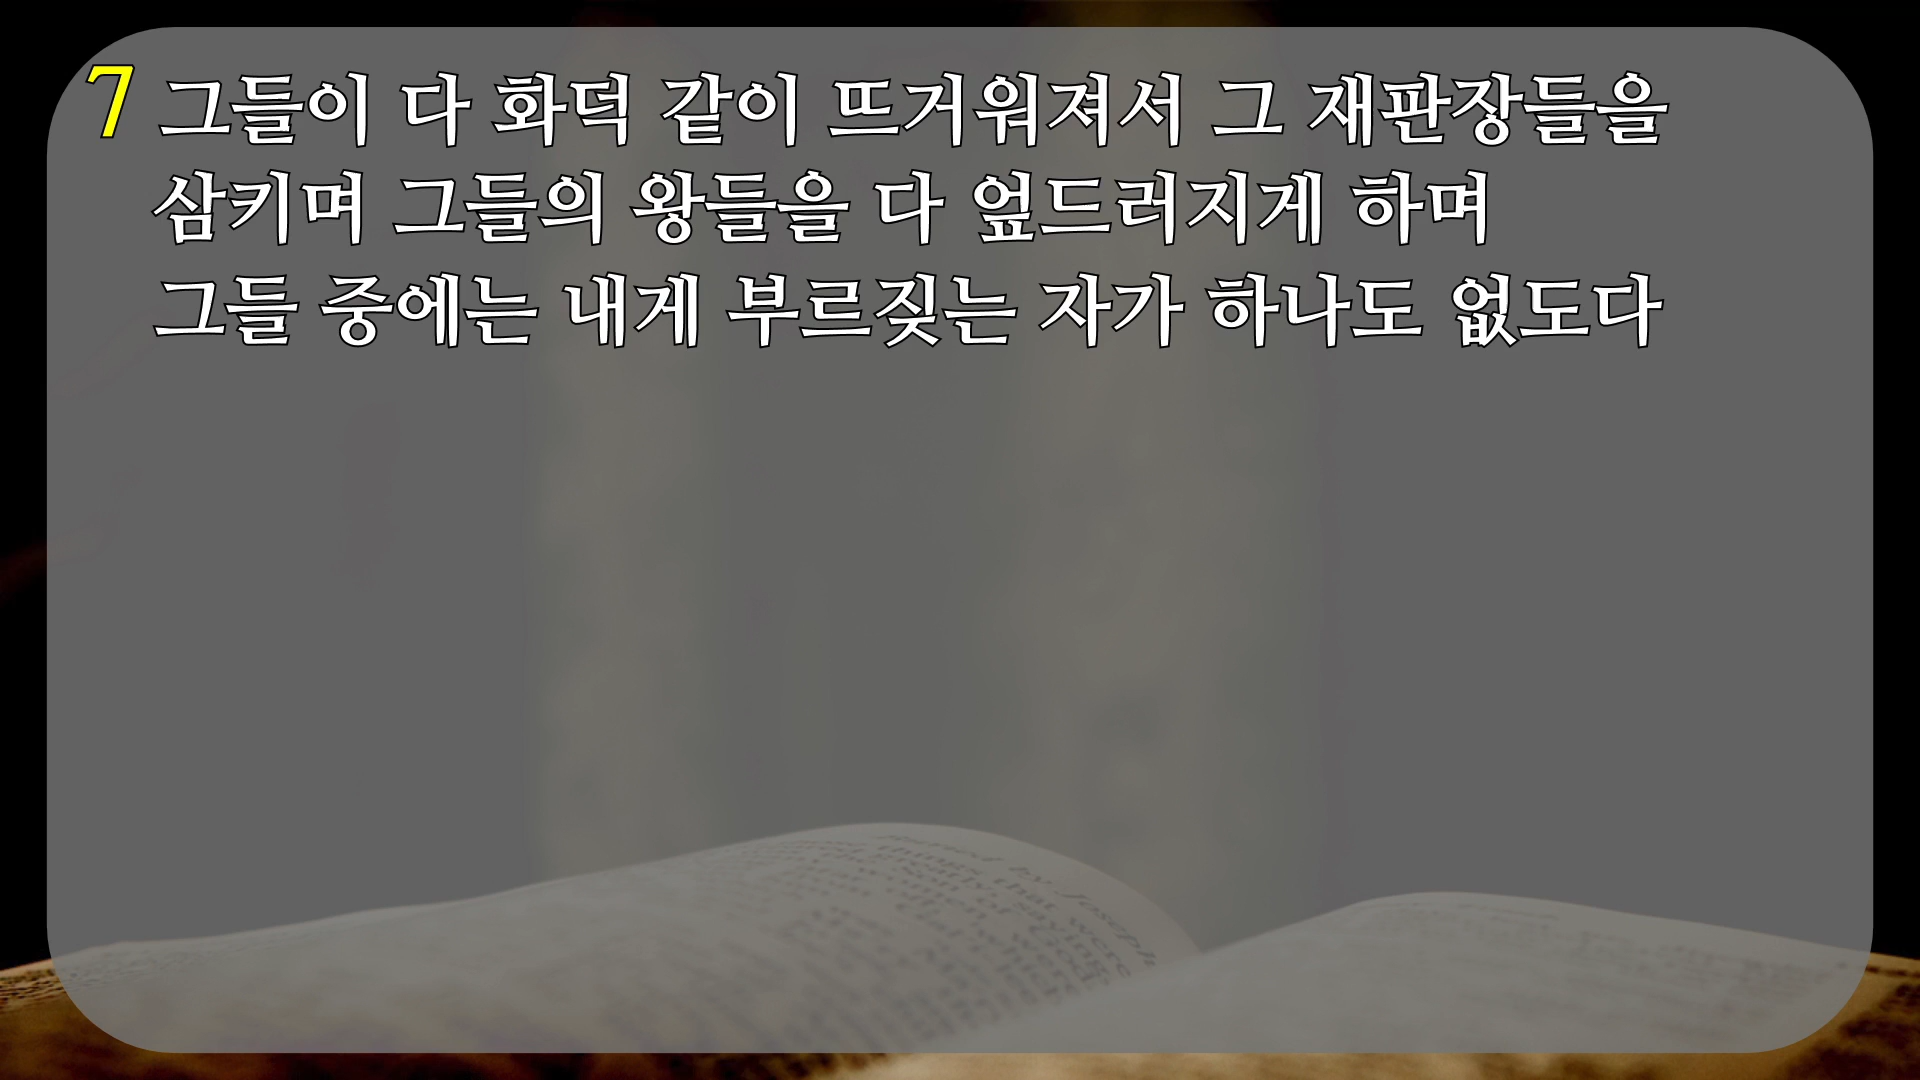 7 그들이 다 화덕 같이 뜨거워져서 그 재판장들을
삼키며 그들의 왕들을 다 엎드러지게 하며
그들 중에는 내게 부르짖는 자가 하나도 없도다